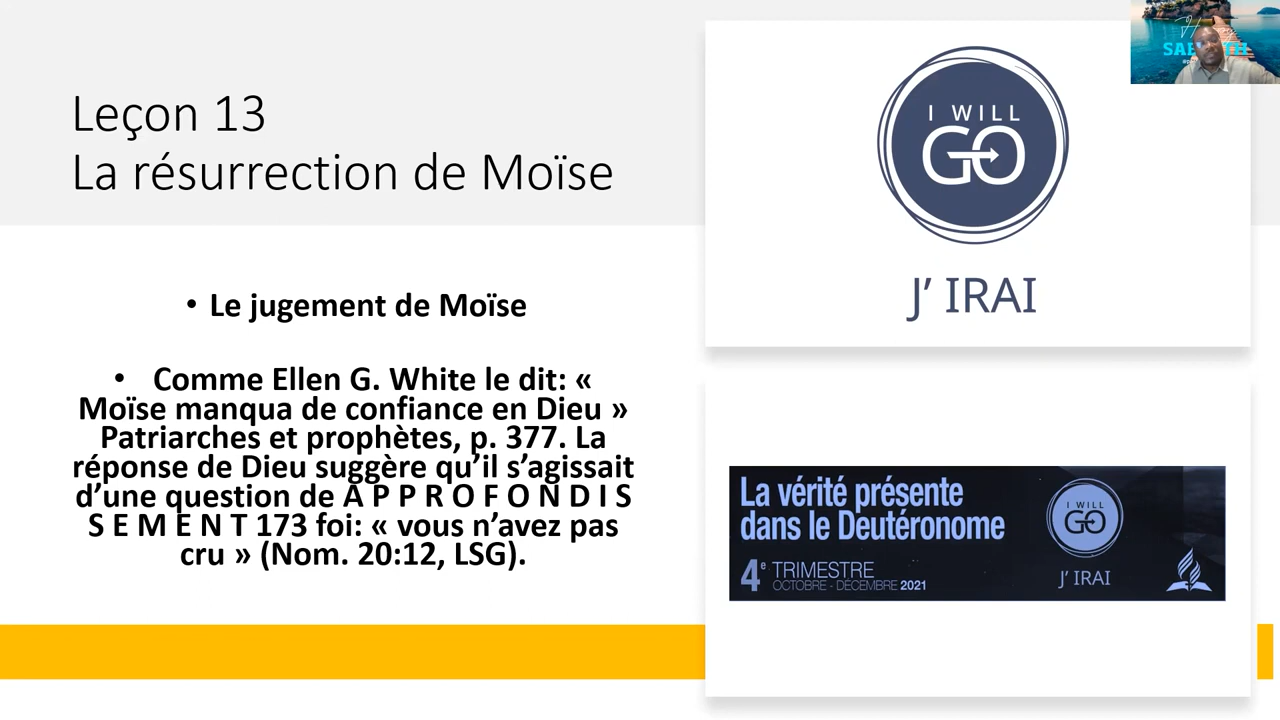 Leçon 13
La résurrection de Moïse
• Le jugement de Moïse
• Comme Ellen G. White le dit: «
Moïse manqua de confiance en Dieu »
Patriarches et prophètes, p. 377. La
réponse de Dieu suggère qu’il s’agissait
d’une question de A P P R O F O N D I S
S E M E N T 173 foi: « vous n’avez pas
cru » (Nom. 20:12, LSG).
I WILL
GO
J’ IRAI
La vérité présente
dans le Deutéronome
4e TRIMESTRE
OCTOBRE - DÉCEMBRE 2021
I WILL
GO
J’ IRAI